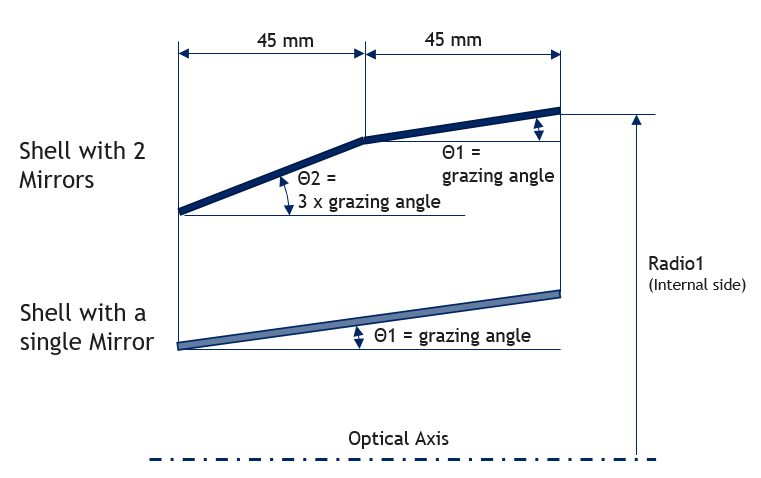 45 mm
45 mm
Shell with 2
Mirrors
Θ2 =
3 x grazing angle
Θ1 =
grazing angle
Radio1
(Internal side)
Shell with a
single Mirror
Θ1 = grazing angle
Optical Axis